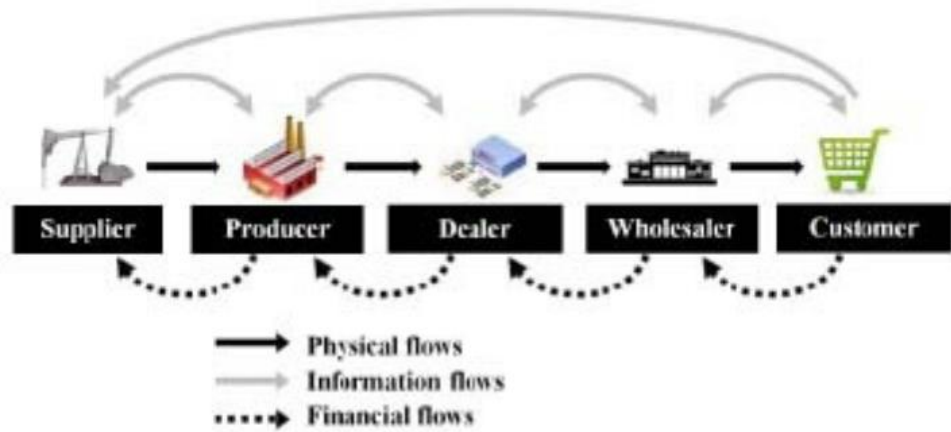 Supplier Producer Dealer Wholesaler Customer
Physical flows
Information flows
Financial flows